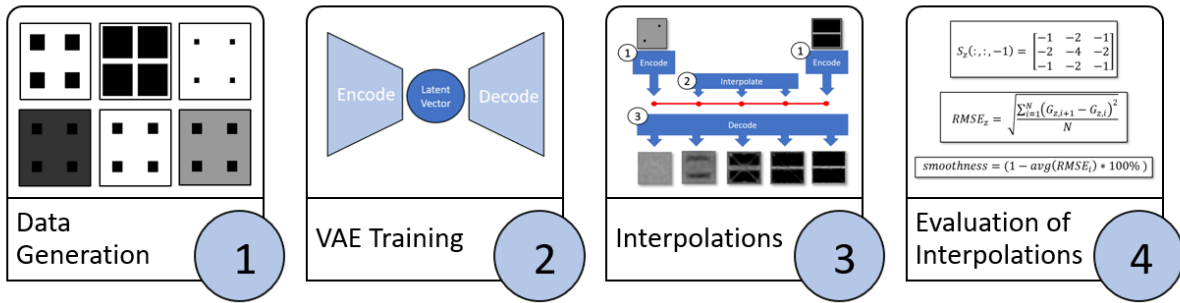 Encode
Latent
Vector
Decode
1
Encode
1
Encode
2
Interpolate
3
Decode
S_z(:,:,−1) = [−1 −2 −1
−2 −4 −2
−1 −2 −1]
RMSE_z = √(∑_{i=1}^{N}(G_{z,i+1} − G_{z,i})^2 / N)
smoothness = (1 − avg(RMSE_i) * 100% )
Data
Generation
1
VAE Training
2
Interpolations
3
Evaluation of
Interpolations
4